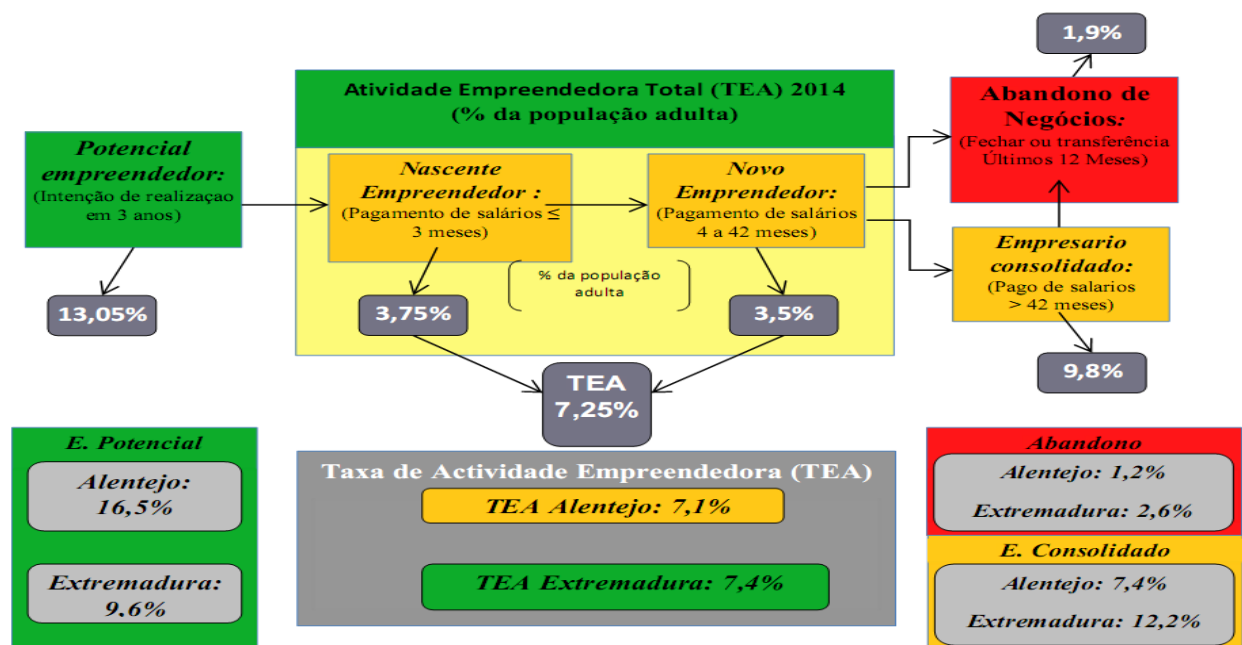 1,9%
Atividade Empreendedora Total (TEA) 2014
(% da população adulta)
Abandono de
Negócios:
(Fechar ou transferência
Últimos 12 Meses)
Potencial
empreendedor:
(Intenção de realizaçao
em 3 anos)
Nascente
Empreendedor :
(Pagamento de salários ≤
3 meses)
Novo
Emprendedor:
(Pagamento de salários
4 a 42 meses)
Empresario
consolidado:
(Pago de salarios
> 42 meses)
% da população
adulta
13,05%
3,75%
3,5%
9,8%
TEA
7,25%
E. Potencial
Alentejo:
16,5%
Extremadura:
9,6%
Taxa de Actividade Empreendedora (TEA)
TEA Alentejo: 7,1%
TEA Extremadura: 7,4%
Abandono
Alentejo: 1,2%
Extremadura: 2,6%
E. Consolidado
Alentejo: 7,4%
Extremadura: 12,2%